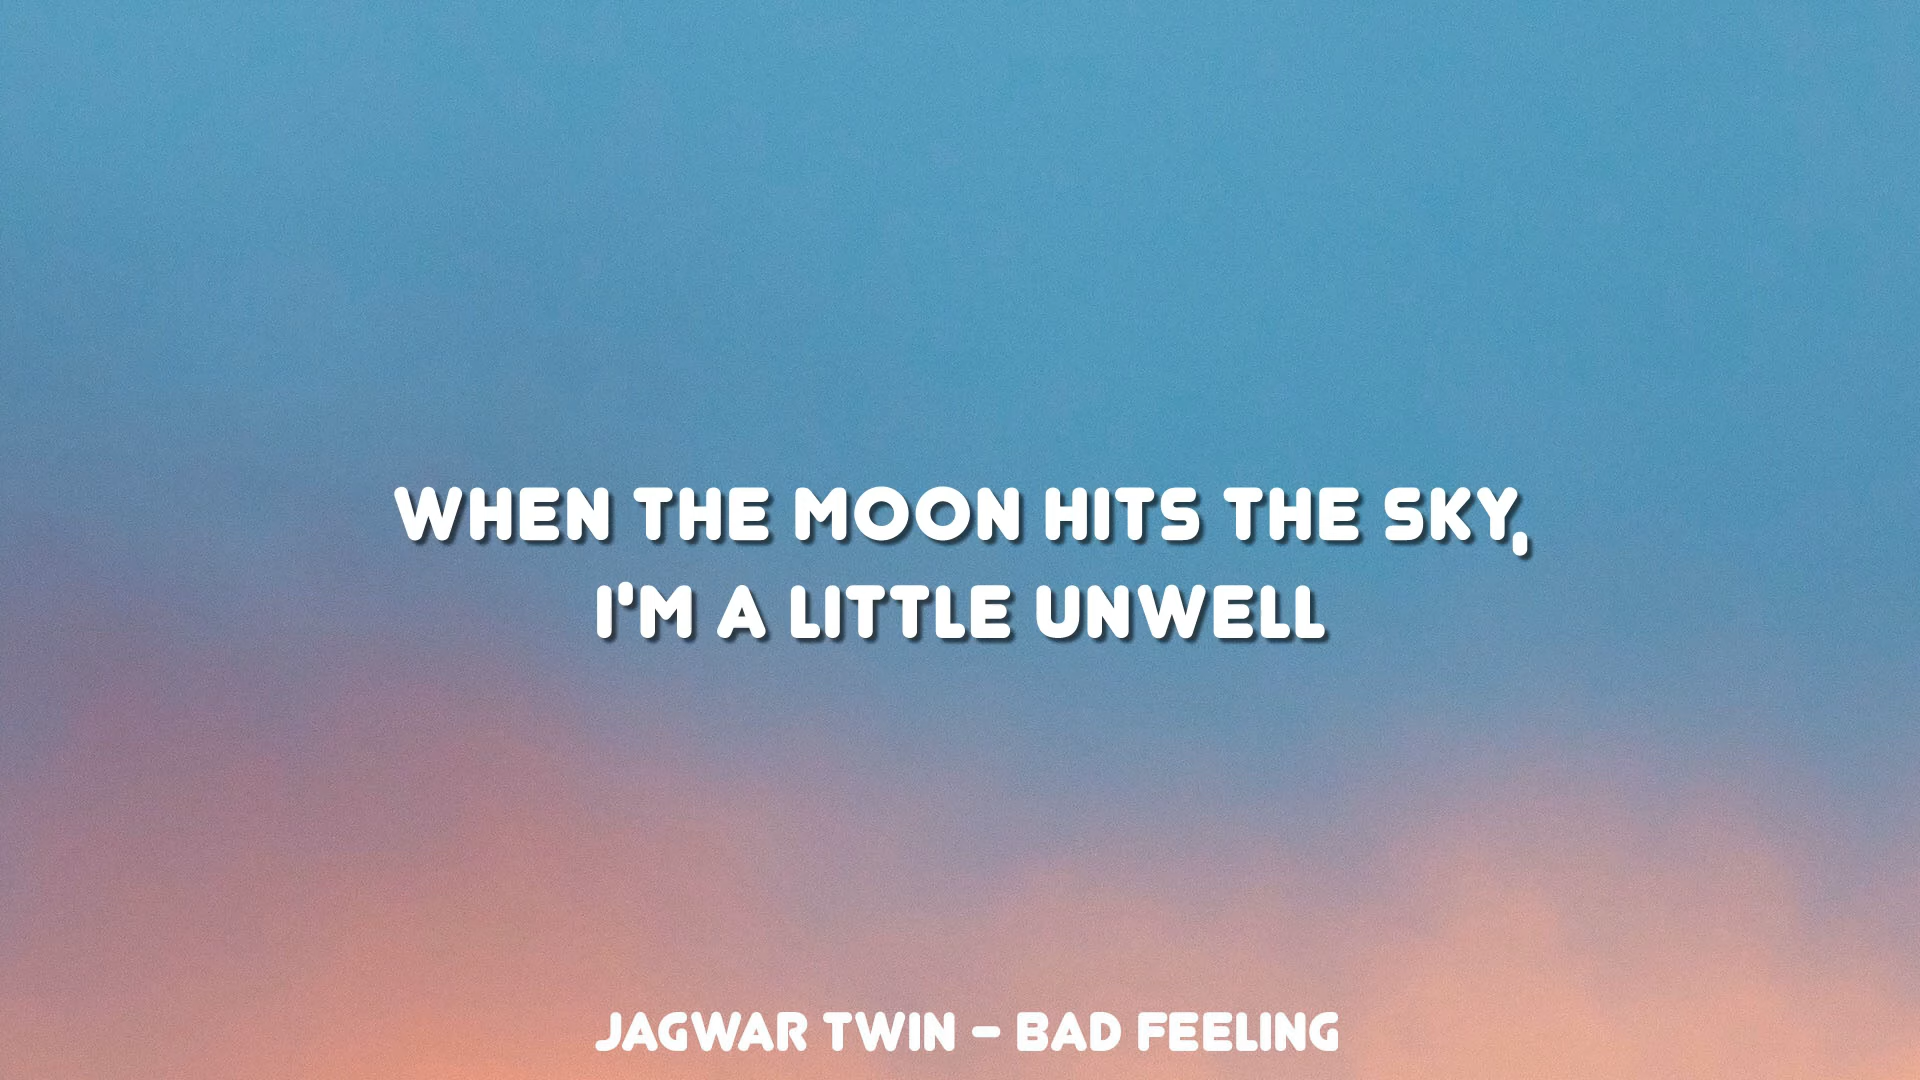 WHEN THE MOON HITS THE SKY,
I'M A LITTLE UNWELL
JAGWAR TWIN - BAD FEELING